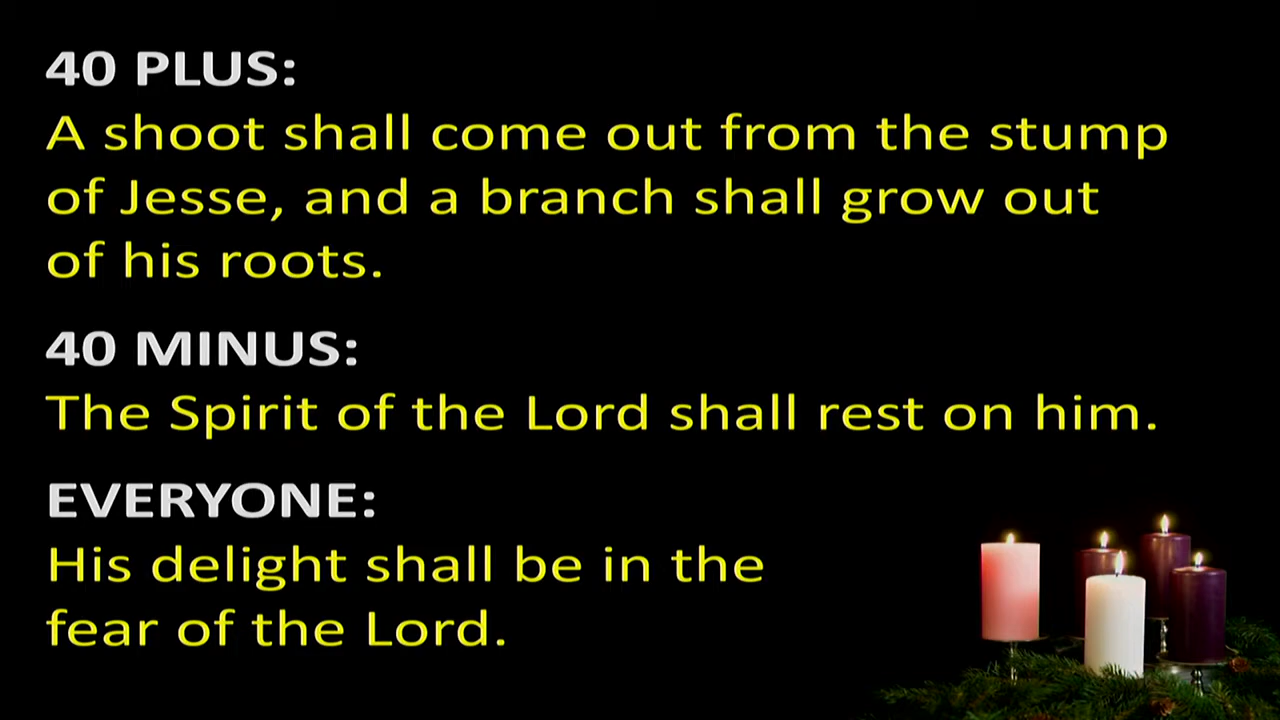 40 PLUS:
A shoot shall come out from the stump
of Jesse, and a branch shall grow out
of his roots.
40 MINUS:
The Spirit of the Lord shall rest on him.
EVERYONE:
His delight shall be in the
fear of the Lord.